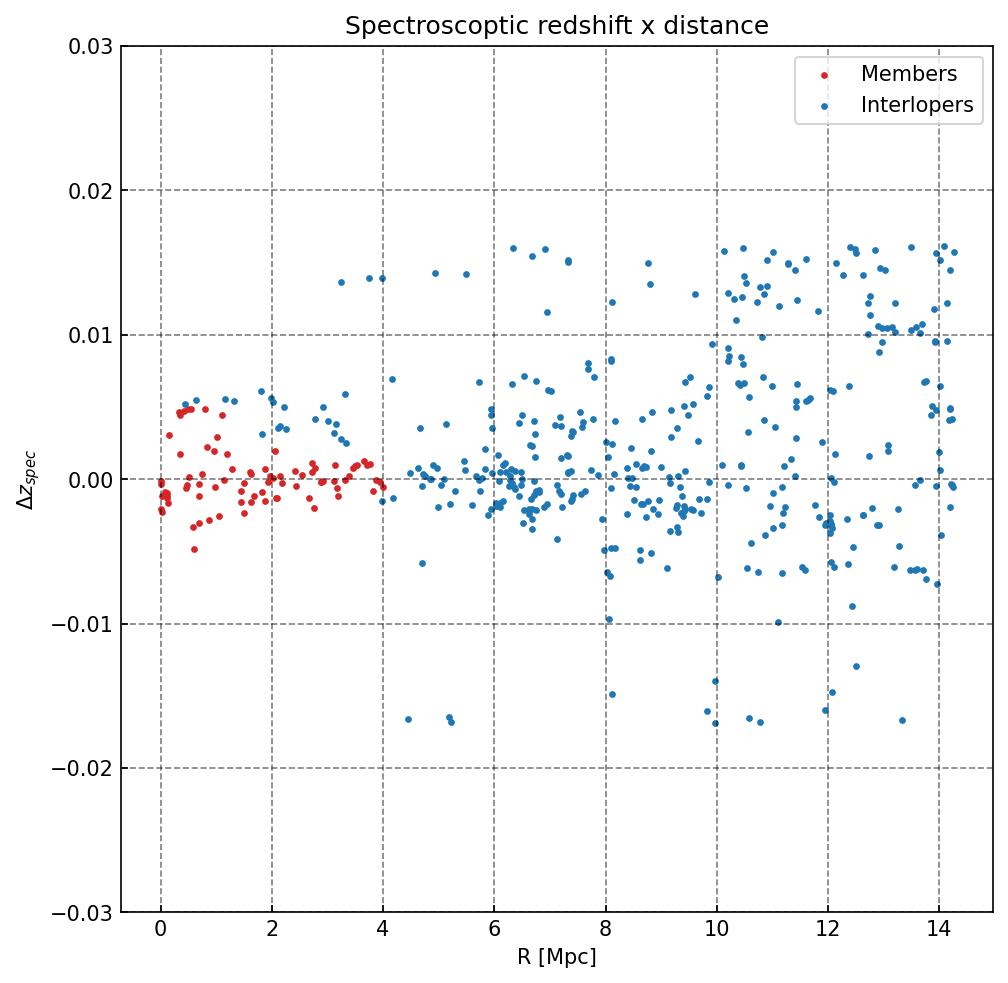 Spectroscoptic redshift x distance
Members
Interlopers
0.03
0.02
0.01
0.00
−0.01
−0.02
−0.03
Δz_spec
0 2 4 6 8 10 12 14
R [Mpc]